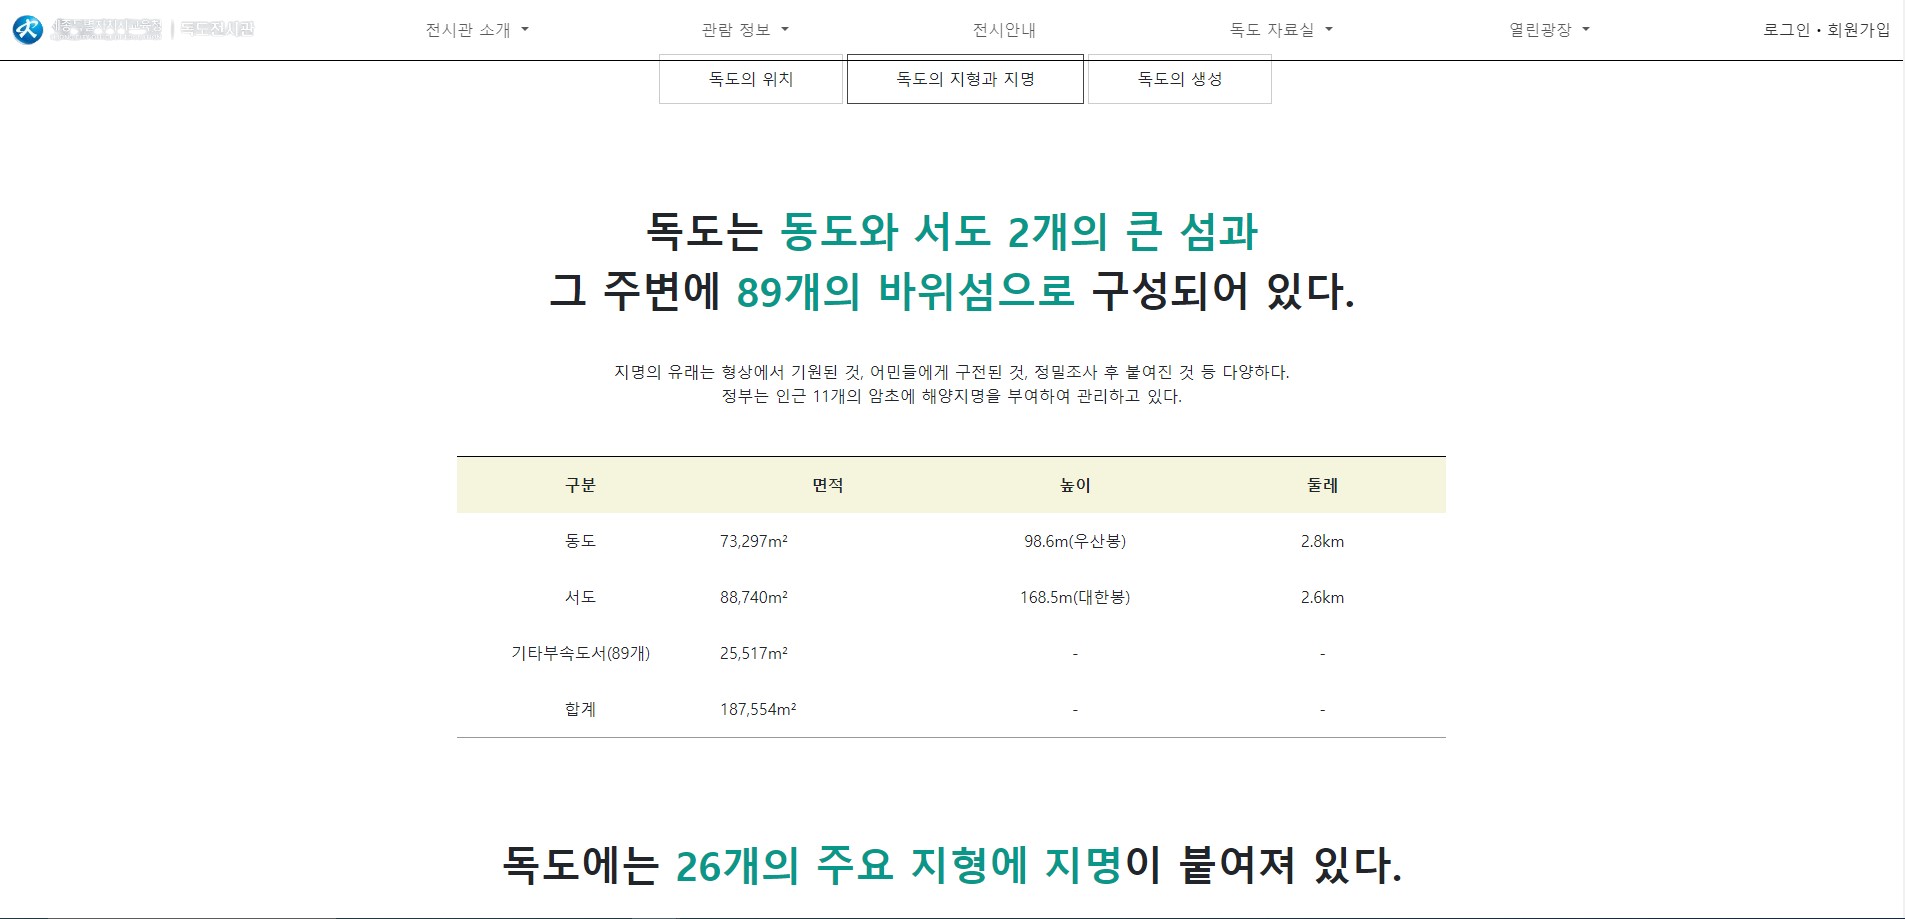 독도전시관
전시관 소개
관람 정보
전시안내
독도 자료실
열린광장
로그인 • 회원가입
독도의 위치
독도의 지형과 지명
독도의 생성
독도는 동도와 서도 2개의 큰 섬과
그 주변에 89개의 바위섬으로 구성되어 있다.
지명의 유래는 형상에서 기원된 것, 어민들에게 구전된 것, 정밀조사 후 붙여진 것 등 다양하다.
정부는 인근 11개의 암초에 해양지명을 부여하여 관리하고 있다.
구분 면적 높이 둘레
동도 73,297m² 98.6m(우산봉) 2.8km
서도 88,740m² 168.5m(대한봉) 2.6km
기타부속도서(89개) 25,517m² - -
합계 187,554m² - -
독도에는 26개의 주요 지형에 지명이 붙여져 있다.